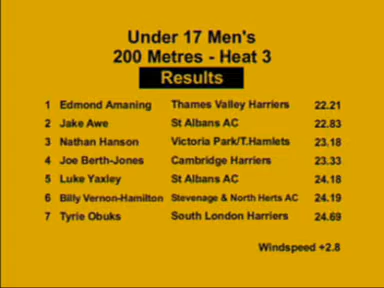 Under 17 Men's
200 Metres - Heat 3
Results
1 Edmond Amaning Thames Valley Harriers 22.21
2 Jake Awe St Albans AC 22.83
3 Nathan Hanson Victoria Park/T.Hamlets 23.18
4 Joe Berth-Jones Cambridge Harriers 23.33
5 Luke Yaxley St Albans AC 24.18
6 Billy Vernon-Hamilton Stevenage & North Herts AC 24.19
7 Tyrie Obuks South London Harriers 24.69
Windspeed +2.8